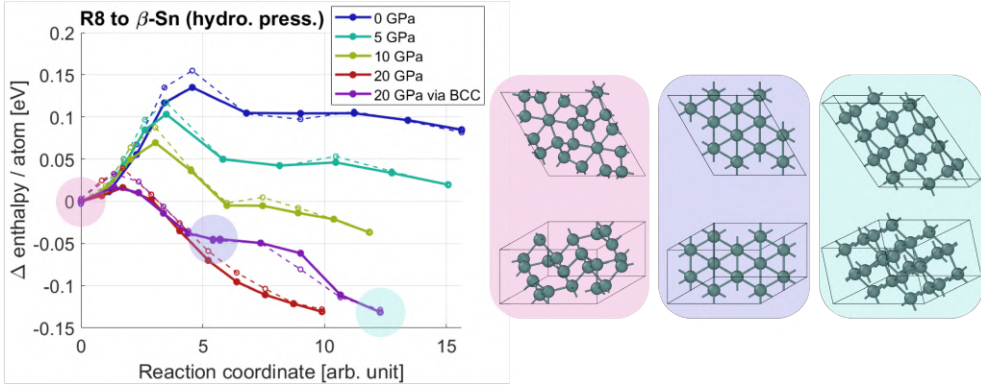 R8 to β-Sn (hydro. press.)
0 GPa
5 GPa
10 GPa
20 GPa
20 GPa via BCC
Δ enthalpy / atom [eV]
0.2
0.15
0.1
0.05
0
-0.05
-0.1
-0.15
0
5
10
15
Reaction coordinate [arb. unit]